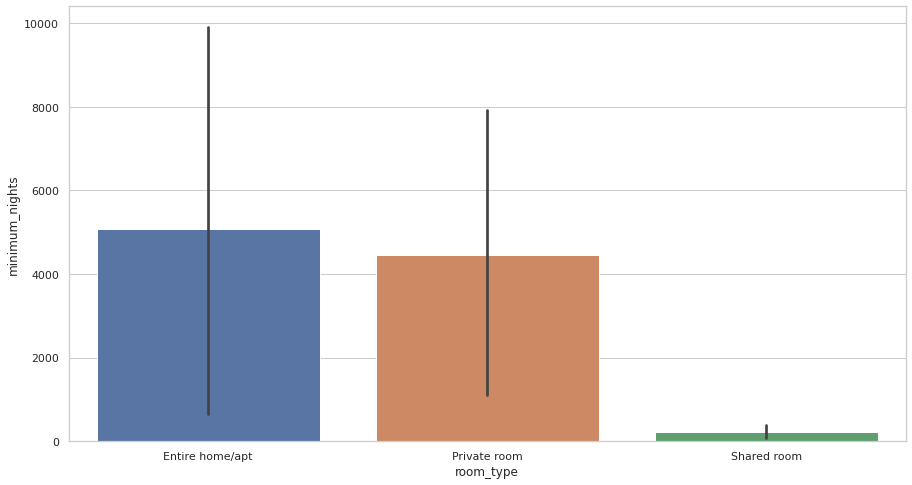 10000
8000
6000
4000
2000
0
minimum_nights
Entire home/apt
Private room
Shared room
room_type